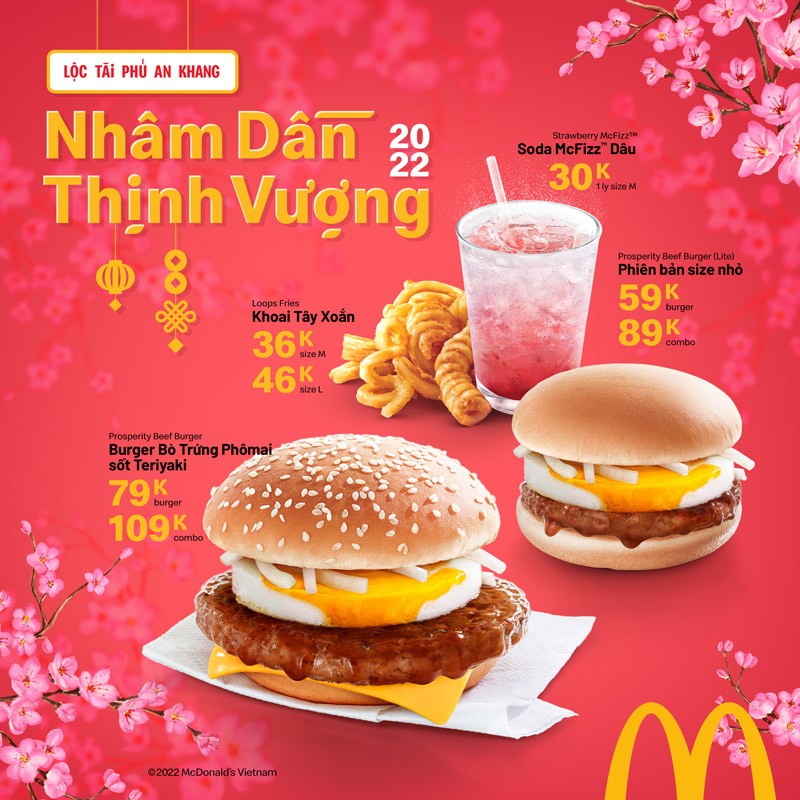 LỘC TÀI PHÚ AN KHANG
Nhâm Dần 2022
Thịnh Vượng
Strawberry McFizz™
Soda McFizz™ Dâu
30K
1 ly size M
Prosperity Beef Burger (Lite)
Phiên bản size nhỏ
59K burger
89K combo
Loops Fries
Khoai Tây Xoắn
36K size M
46K size L
Prosperity Beef Burger
Burger Bò Trứng Phômai
sốt Teriyaki
79K burger
109K combo
©2022 McDonald's Vietnam